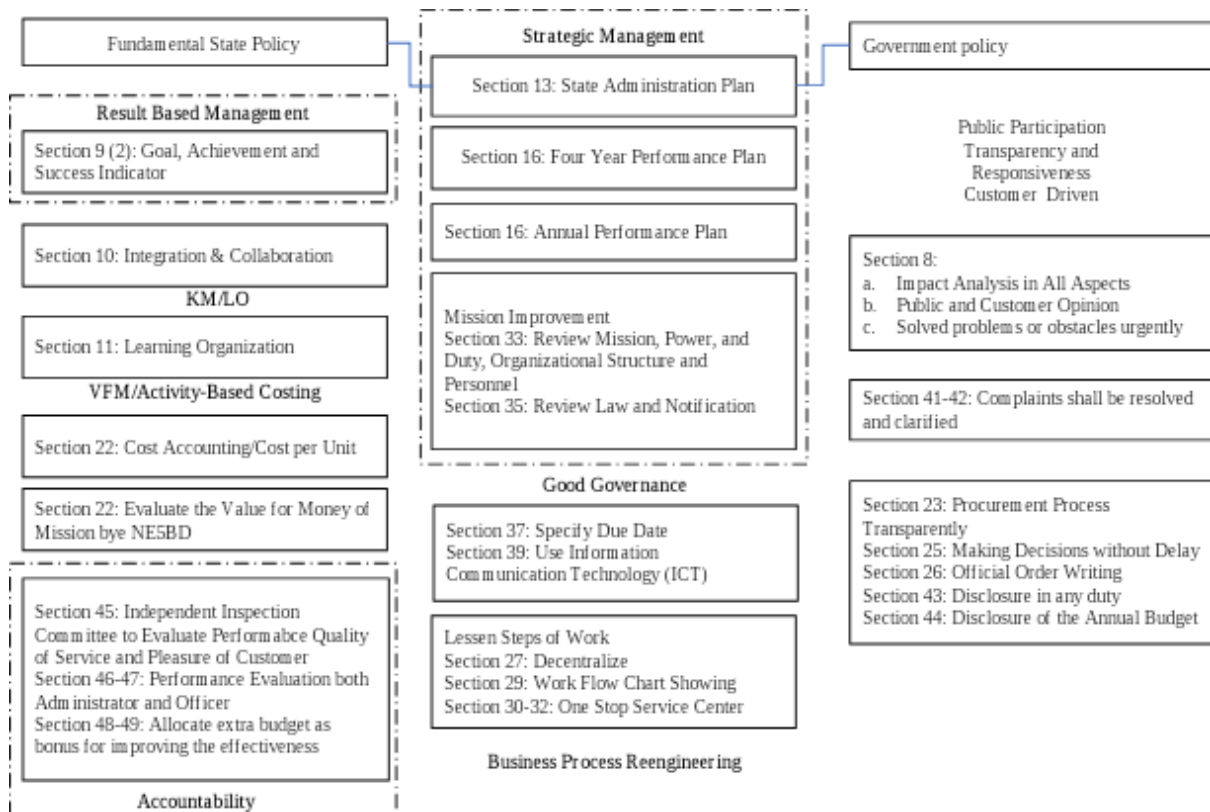 Fundamental State Policy
Result Based Management
Section 9 (2): Goal, Achievement and
Success Indicator
Section 10: Integration & Collaboration
KM/LO
Section 11: Learning Organization
VFM/Activity-Based Costing
Section 22: Cost Accounting/Cost per Unit
Section 22: Evaluate the Value for Money of
Mission bye NE5BD
Section 45: Independent Inspection
Committee to Evaluate Performabce Quality
of Service and Pleasure of Customer
Section 46-47: Performance Evaluation both
Administrator and Officer
Section 48-49: Allocate extra budget as
bonus for improving the effectiveness
Accountability
Strategic Management
Section 13: State Administration Plan
Section 16: Four Year Performance Plan
Section 16: Annual Performance Plan
Mission Improvement
Section 33: Review Mission, Power, and
Duty, Organizational Structure and
Personnel
Section 35: Review Law and Notification
Good Governance
Section 37: Specify Due Date
Section 39: Use Information
Communication Technology (ICT)
Lessen Steps of Work
Section 27: Decentralize
Section 29: Work Flow Chart Showing
Section 30-32: One Stop Service Center
Business Process Reengineering
Government policy
Public Participation
Transparency and
Responsiveness
Customer Driven
Section 8:
a. Impact Analysis in All Aspects
b. Public and Customer Opinion
c. Solved problems or obstacles urgently
Section 41-42: Complaints shall be resolved
and clarified
Section 23: Procurement Process
Transparently
Section 25: Making Decisions without Delay
Section 26: Official Order Writing
Section 43: Disclosure in any duty
Section 44: Disclosure of the Annual Budget